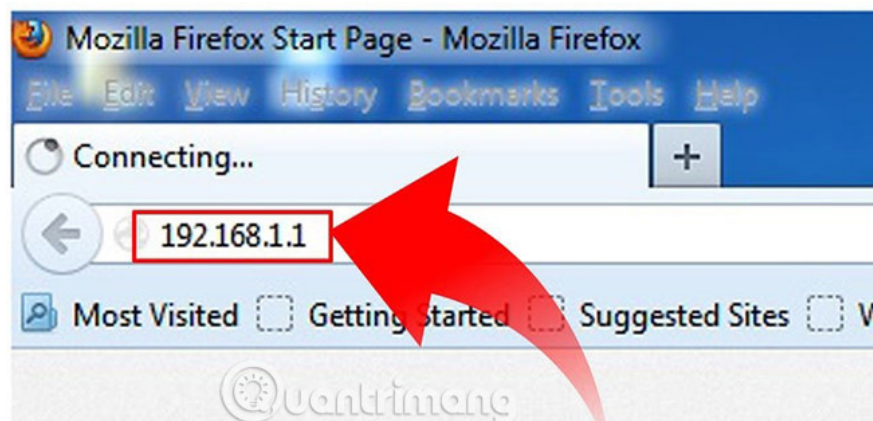 Mozilla Firefox Start Page - Mozilla Firefox
File Edit View History Bookmarks Tools Help
Connecting...
+
192.168.1.1
Most Visited Getting Started Suggested Sites
Quantrimang